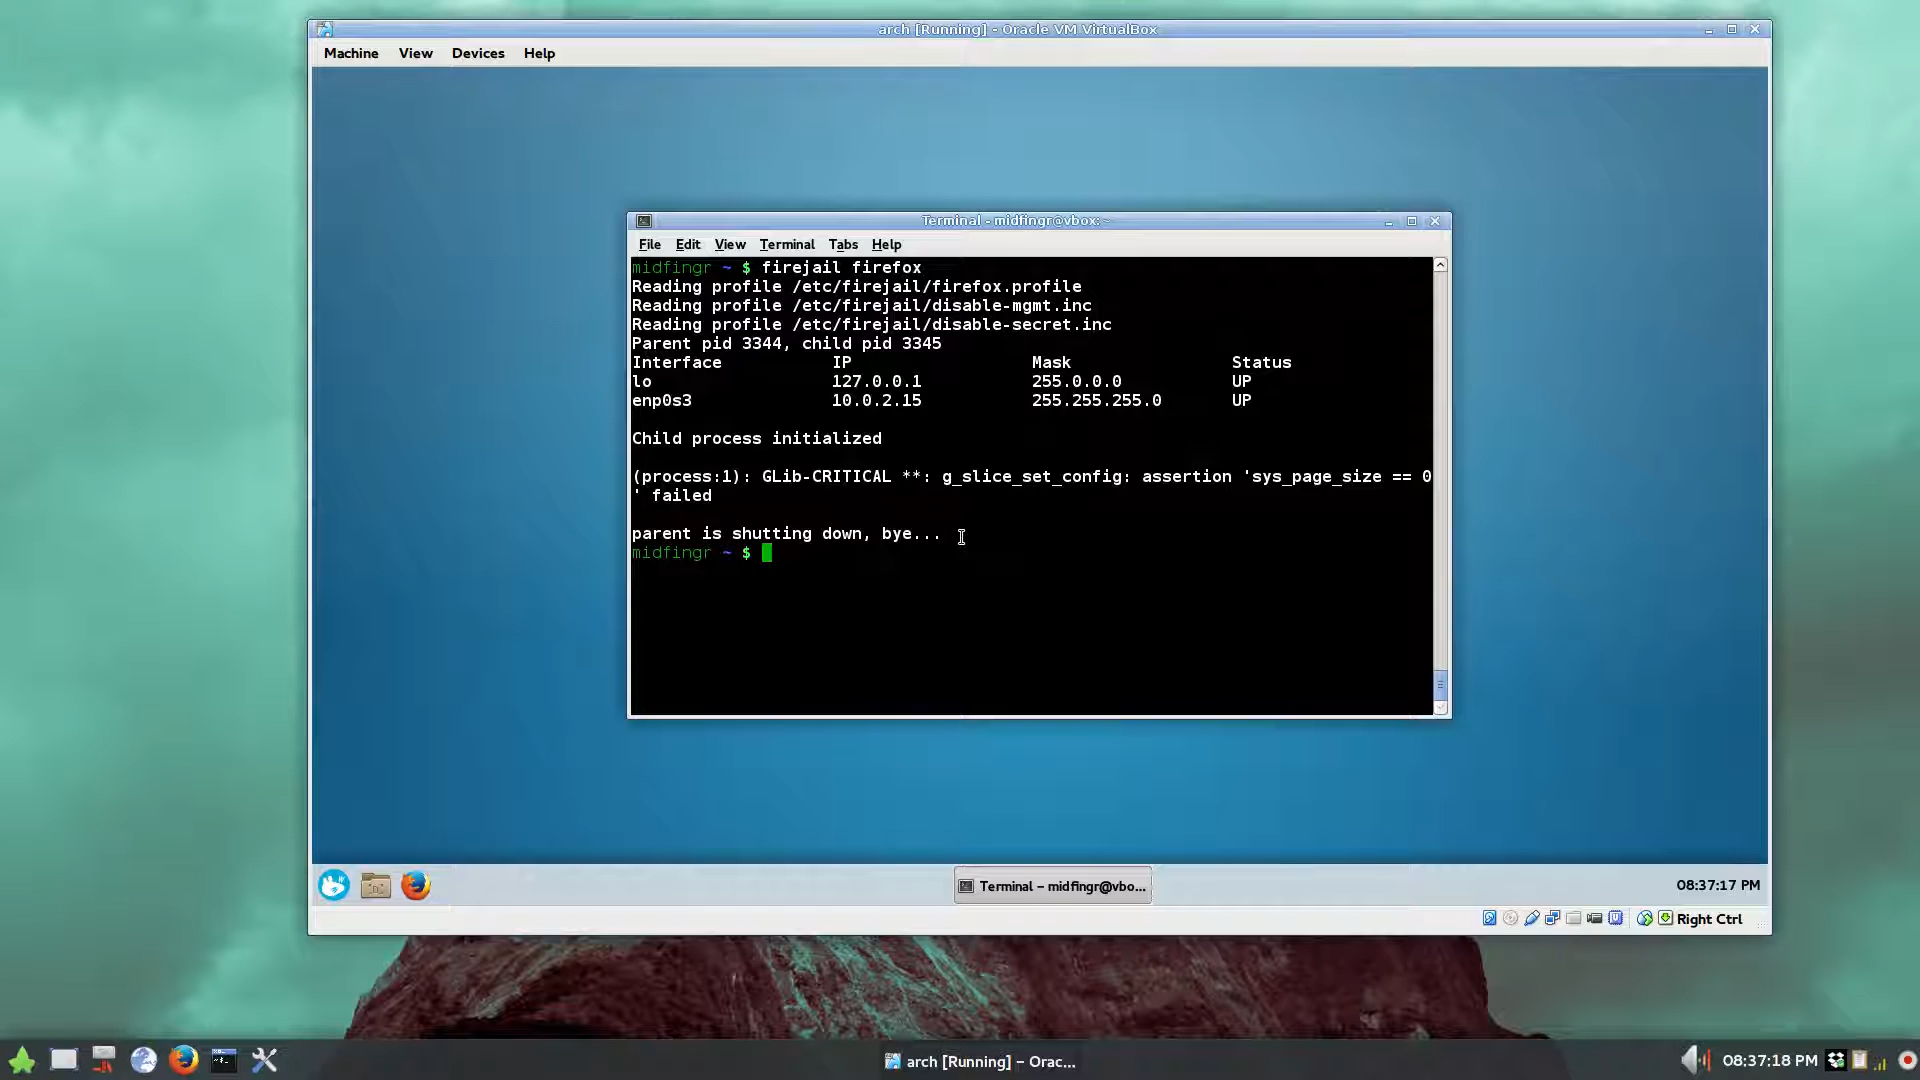 arch [Running] - Oracle VM VirtualBox
Machine View Devices Help
Terminal - midfingr@vbox:~
File Edit View Terminal Tabs Help
midfingr ~ $ firejail firefox
Reading profile /etc/firejail/firefox.profile
Reading profile /etc/firejail/disable-mgmt.inc
Reading profile /etc/firejail/disable-secret.inc
Parent pid 3344, child pid 3345
Interface IP Mask Status
lo 127.0.0.1 255.0.0.0 UP
enp0s3 10.0.2.15 255.255.255.0 UP
Child process initialized
(process:1): GLib-CRITICAL **: g_slice_set_config: assertion 'sys_page_size == 0
' failed
parent is shutting down, bye...
midfingr ~ $
Terminal – midfingr@vbo...
08:37:17 PM
Right Ctrl
arch [Running] – Orac...
08:37:18 PM